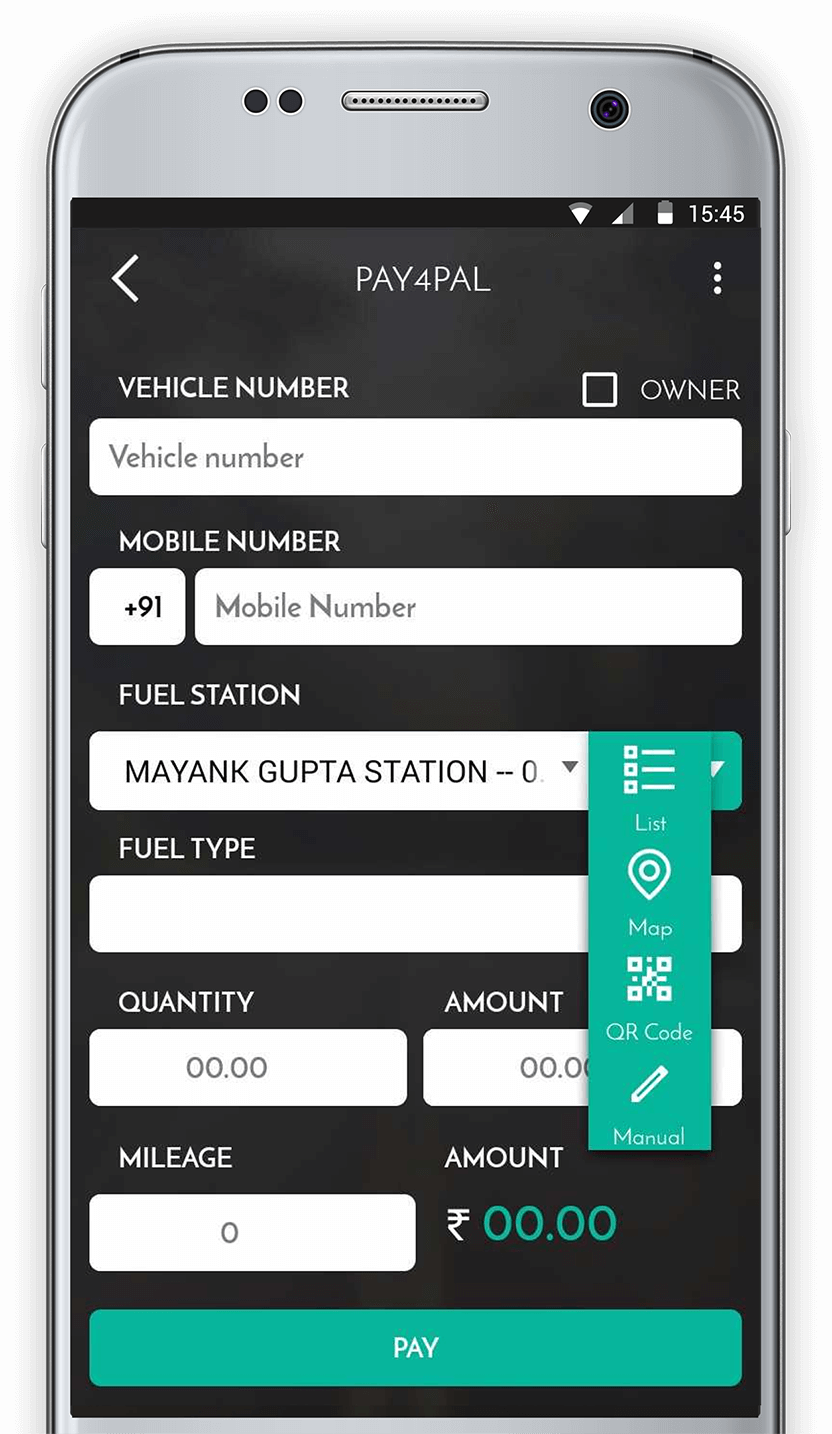 15:45
PAY4PAL
VEHICLE NUMBER
OWNER
Vehicle number
MOBILE NUMBER
+91
Mobile Number
FUEL STATION
MAYANK GUPTA STATION -- 0.
List
FUEL TYPE
Map
QUANTITY
AMOUNT
QR Code
00.00
00.0
Manual
MILEAGE
AMOUNT
0
₹ 00.00
PAY